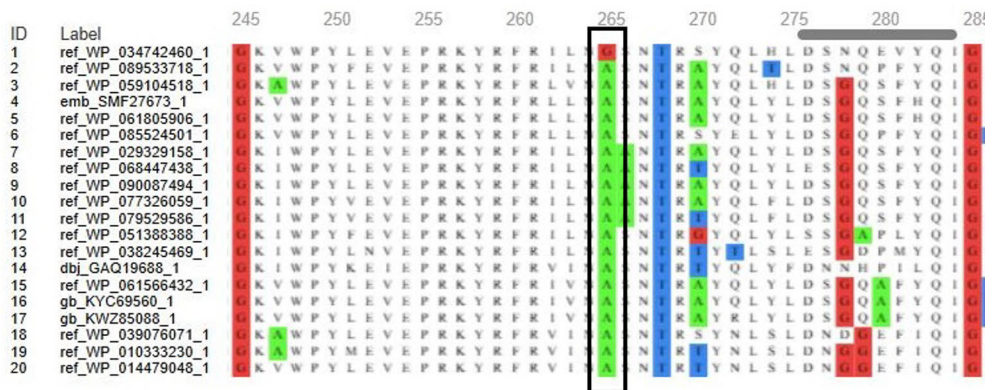 245 250 255 260 265 270 275 280 285
ID Label
1 ref_WP_034742460_1 G K V W P Y L E V E P R K Y R F R I L N G S N T R S Y Q L H L D S N Q E V Y Q I G
2 ref_WP_089533718_1 G K V W P Y F E V E P R K Y R F R I L N A S N T R A Y Q L T L D S N Q P F Y Q I G
3 ref_WP_059104518_1 G K A W P Y L E V E P R K Y R F R L V N A S N T R A Y Q L H L D S G Q S F Y Q I G
4 emb_SMF27673_1 G K V W P Y L E V E P R K Y R F R L L N A S N T R A Y Q L Y L D S G Q S F H Q I G
5 ref_WP_061805906_1 G K V W P Y L E V E P R K Y R F R L L N A S N T R A Y Q L Y L D S G Q S F H Q I G
6 ref_WP_085524501_1 G K V W P Y L E V E P R K Y R F R L L N A S N T R S Y E L Y L D S G Q P F Y Q I G
7 ref_WP_029329158_1 G K I W P Y L E V E P R K Y R F R I L N A A N T R A Y Q L Y L D S G Q S F Y Q I G
8 ref_WP_068447438_1 G K I W P Y L E V E P R K Y R F R I L N A A N T R T Y Q L Y L E S G Q S F Y Q I G
9 ref_WP_090087494_1 G K I W P Y L E V E P R K Y R F R I L N A A N T R A Y Q L Y L D S G Q S F Y Q I G
10 ref_WP_077326059_1 G K I W P Y L E V E P R K Y R F R I L N A A N T R A Y Q L Y L D S G Q S F Y Q I G
11 ref_WP_079529586_1 G K I W P Y L E V E P R K Y R F R I L N A A N T R T Y Q L F L D S G Q S F Y Q I G
12 ref_WP_051388388_1 G K I W P Y L E V E P R K Y R F R I L N A S N T R G Y Q L Y L S S G A P L Y Q I G
13 ref_WP_038245469_1 G K I W P Y L N V E P R K Y R F R I L N A S N T R T Y T L S L E S G D P M Y Q I G
14 dbj_GAQ19688_1 G K I W P Y K E I E P R K Y R F R V I N A S N T R T Y Q L Y F D N N H P I L Q I G
15 ref_WP_061566432_1 G K I W P Y L E V E P R K Y R F R I V N A S N T R A Y Q L Y L D S G Q A F Y Q I G
16 gb_KYC69560_1 G K V W P Y L E V E P R K Y R F R I V N A S N T R A Y Q L Y L D S G Q A F Y Q I G
17 gb_KWZ85088_1 G K V W P Y L E V E P R K Y R F R I V N A S N T R A Y R L Y L D S G Q A F Y Q I G
18 ref_WP_039076071_1 G K A W P Y L E V E P R K Y R F R V I N A S N T R S Y N L S L D N D G E F I Q I G
19 ref_WP_010333230_1 G K A W P Y M E V E P R K Y R F R V I N A S N T R T Y N L S L D N G G E F I Q I G
20 ref_WP_014479048_1 G K V W P Y L E V E P R K Y R F R V I N A S N T R T Y N L S L D N G G E F I Q I G